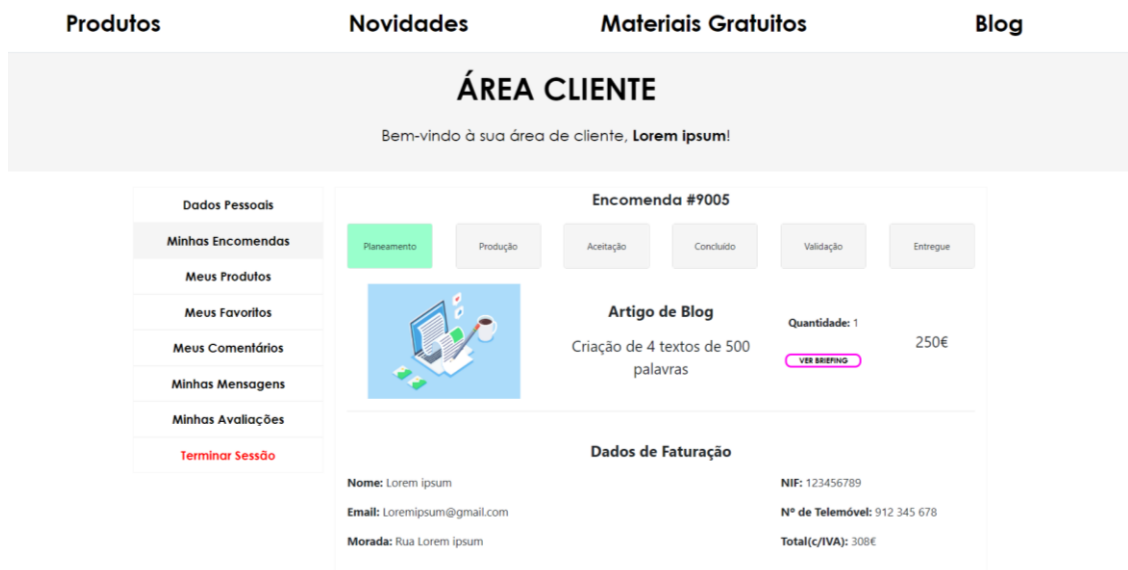 Produtos Novidades Materiais Gratuitos Blog
ÁREA CLIENTE
Bem-vindo à sua área de cliente, Lorem ipsum!
Dados Pessoais
Minhas Encomendas
Meus Produtos
Meus Favoritos
Meus Comentários
Minhas Mensagens
Minhas Avaliações
Terminar Sessão
Encomenda #9005
Planeamento Produção Aceitação Concluído Validação Entregue
Artigo de Blog
Criação de 4 textos de 500
palavras
Quantidade: 1
VER BRIEFING
250€
Dados de Faturação
Nome: Lorem ipsum
Email: Loremipsum@gmail.com
Morada: Rua Lorem ipsum
NIF: 123456789
Nº de Telemóvel: 912 345 678
Total(c/IVA): 308€